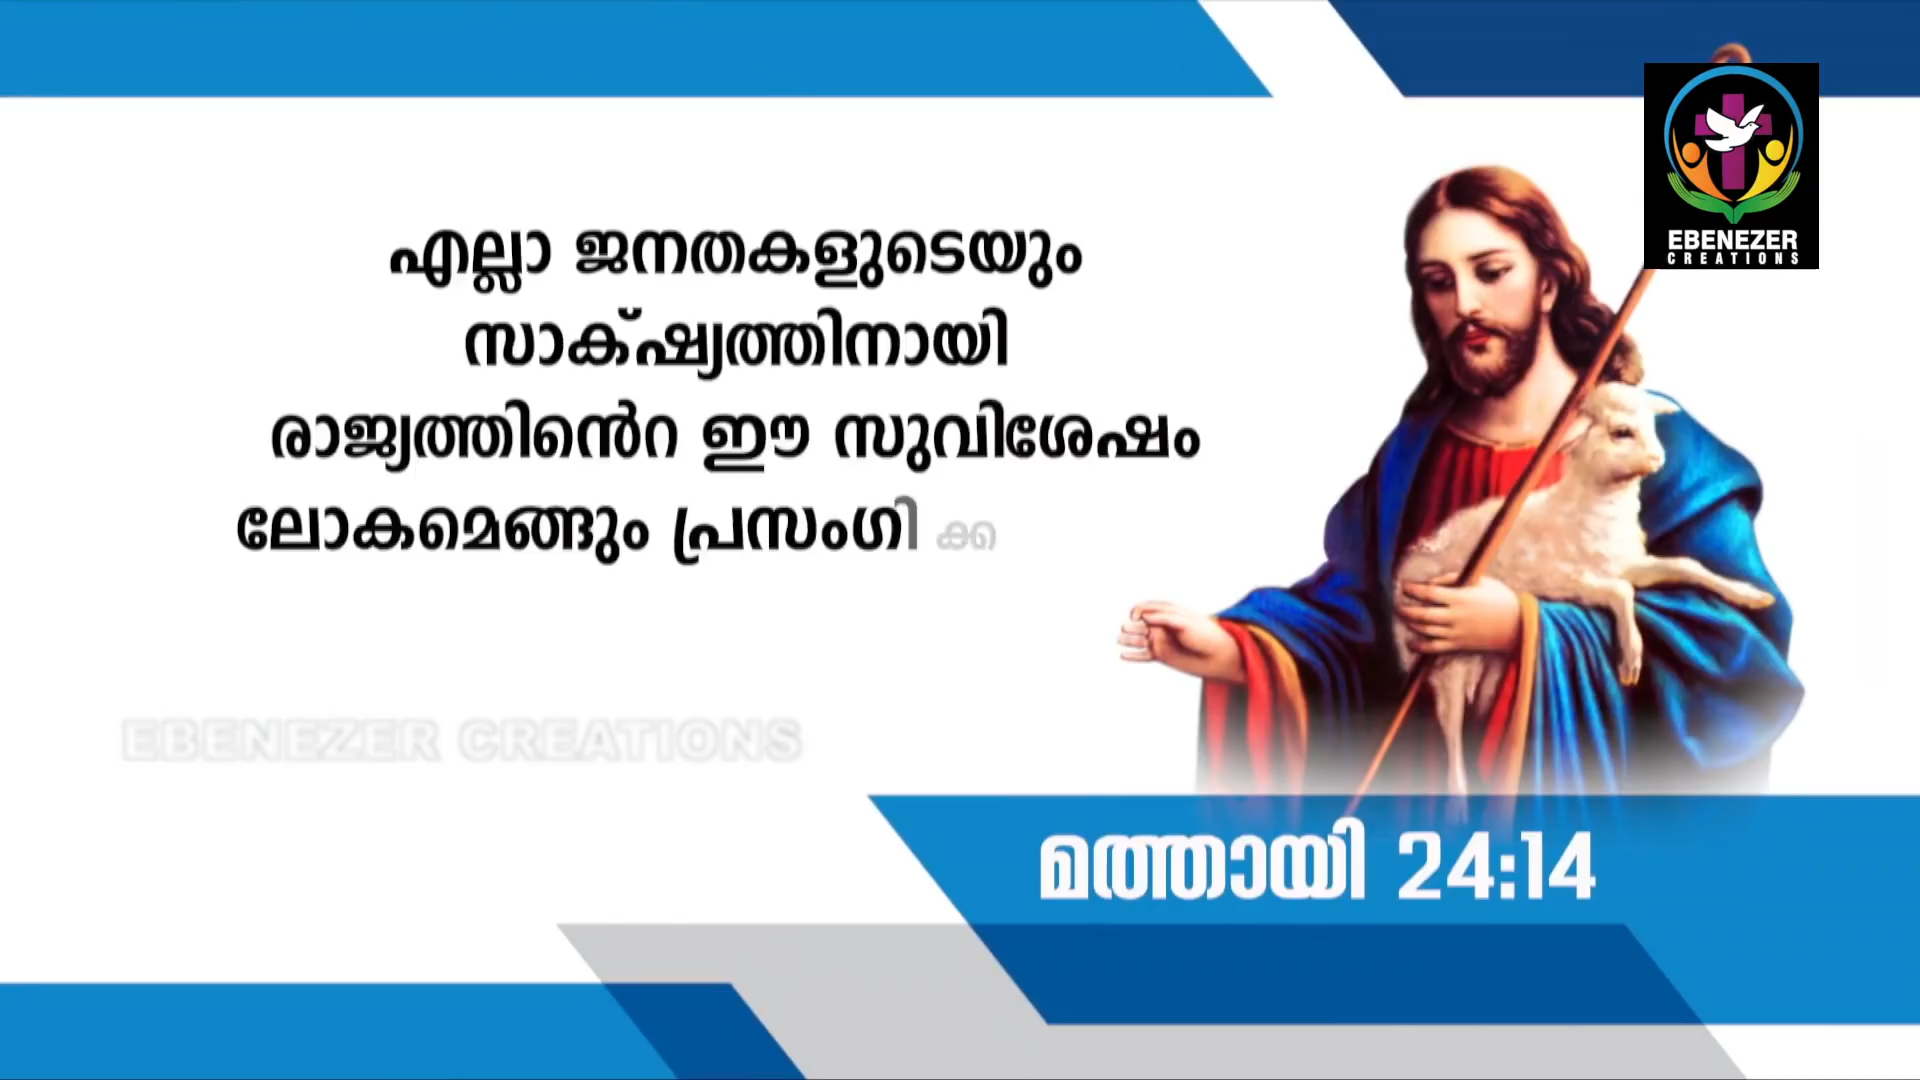 എല്ലാ ജനതകളുടെയും
സാക്ഷ്യത്തിനായി
രാജ്യത്തിൻെറ ഈ സുവിശേഷം
ലോകമെങ്ങും പ്രസംഗിക്ക
EBENEZER CREATIONS
മത്തായി 24:14
EBENEZER
CREATIONS